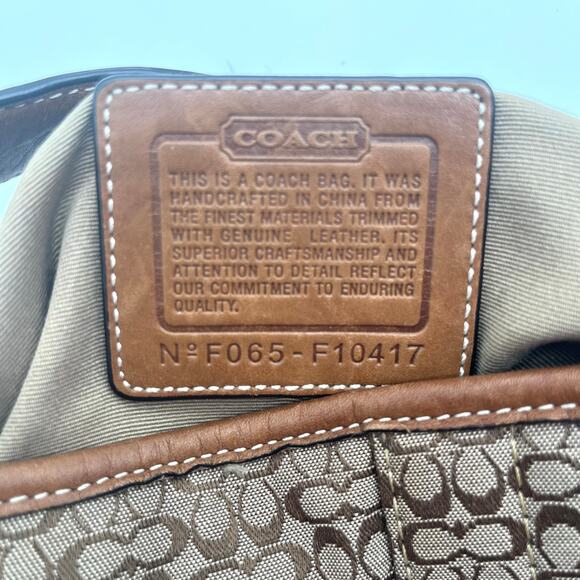 COACH
THIS IS A COACH BAG. IT WAS
HANDCRAFTED IN CHINA FROM
THE FINEST MATERIALS TRIMMED
WITH GENUINE LEATHER. ITS
SUPERIOR CRAFTSMANSHIP AND
ATTENTION TO DETAIL REFLECT
OUR COMMITMENT TO ENDURING
QUALITY.
Nº F065-F10417